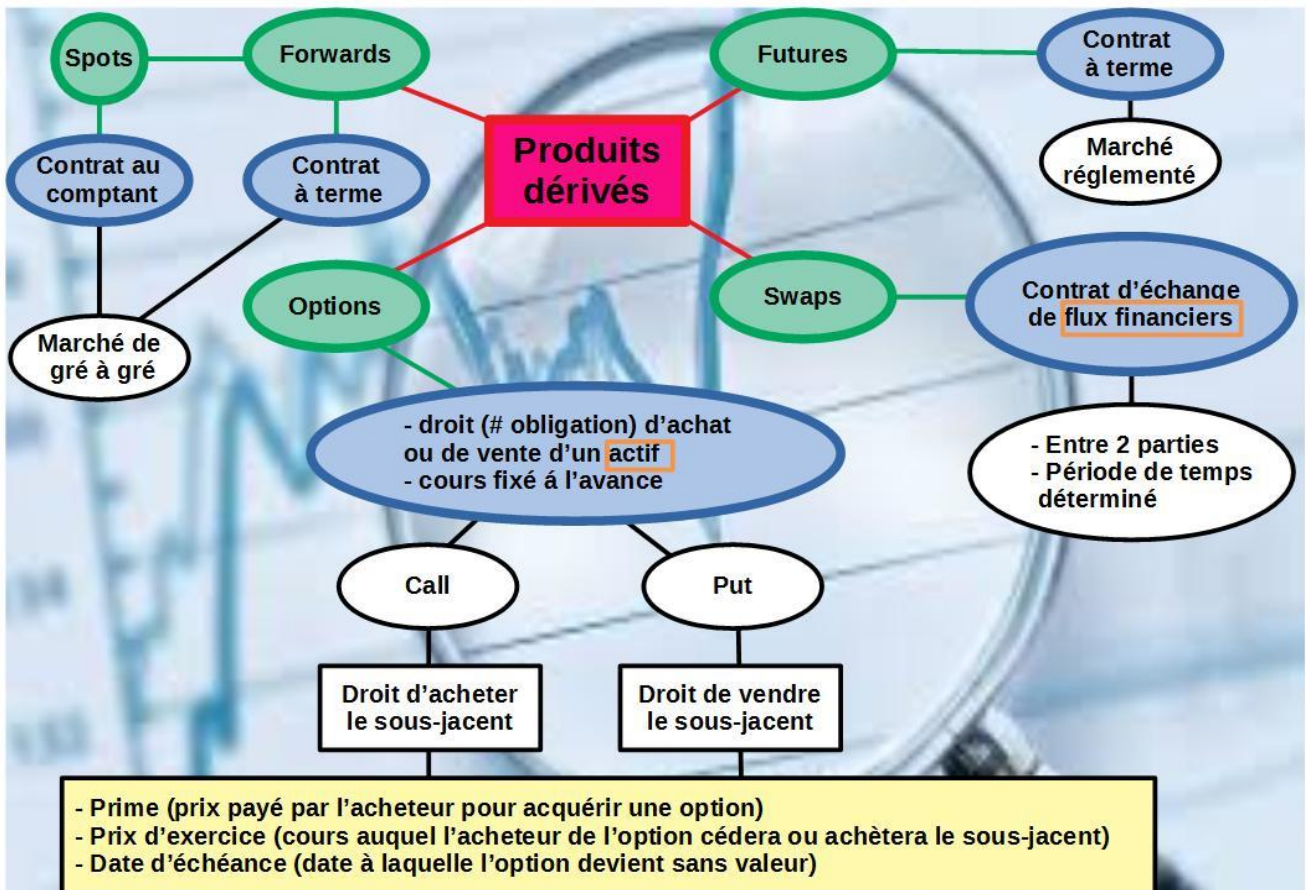 Spots
Forwards
Futures
Contrat
à terme
Produits
dérivés
Contrat au
comptant
Contrat
à terme
Marché
réglementé
Options
Swaps
Contrat d’échange
de flux financiers
Marché de
gré à gré
- droit (# obligation) d’achat
ou de vente d’un actif
- cours fixé á l’avance
- Entre 2 parties
- Période de temps
déterminé
Call
Put
Droit d’acheter
le sous-jacent
Droit de vendre
le sous-jacent
- Prime (prix payé par l’acheteur pour acquérir une option)
- Prix d’exercice (cours auquel l’acheteur de l’option cédera ou achètera le sous-jacent)
- Date d’échéance (date à laquelle l’option devient sans valeur)